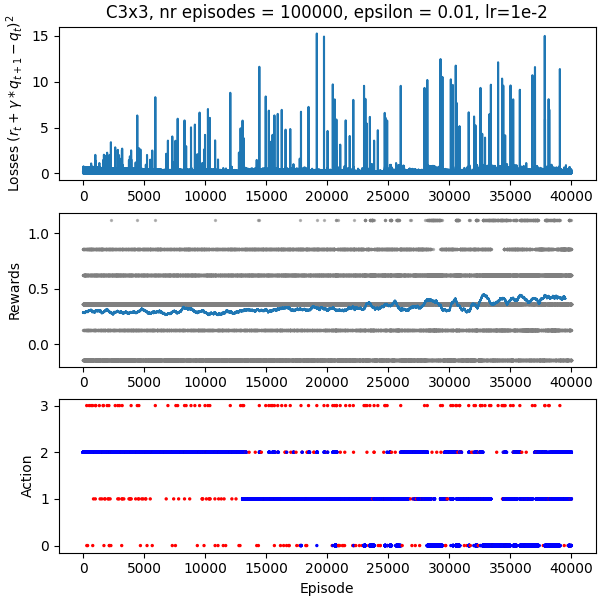 C3x3, nr episodes = 100000, epsilon = 0.01, lr=1e-2
Losses $(r_t + \gamma * q_{t+1} - q_t)^2$
15
10
5
0
0 5000 10000 15000 20000 25000 30000 35000 40000
Rewards
1.0
0.5
0.0
0 5000 10000 15000 20000 25000 30000 35000 40000
Action
3
2
1
0
0 5000 10000 15000 20000 25000 30000 35000 40000
Episode